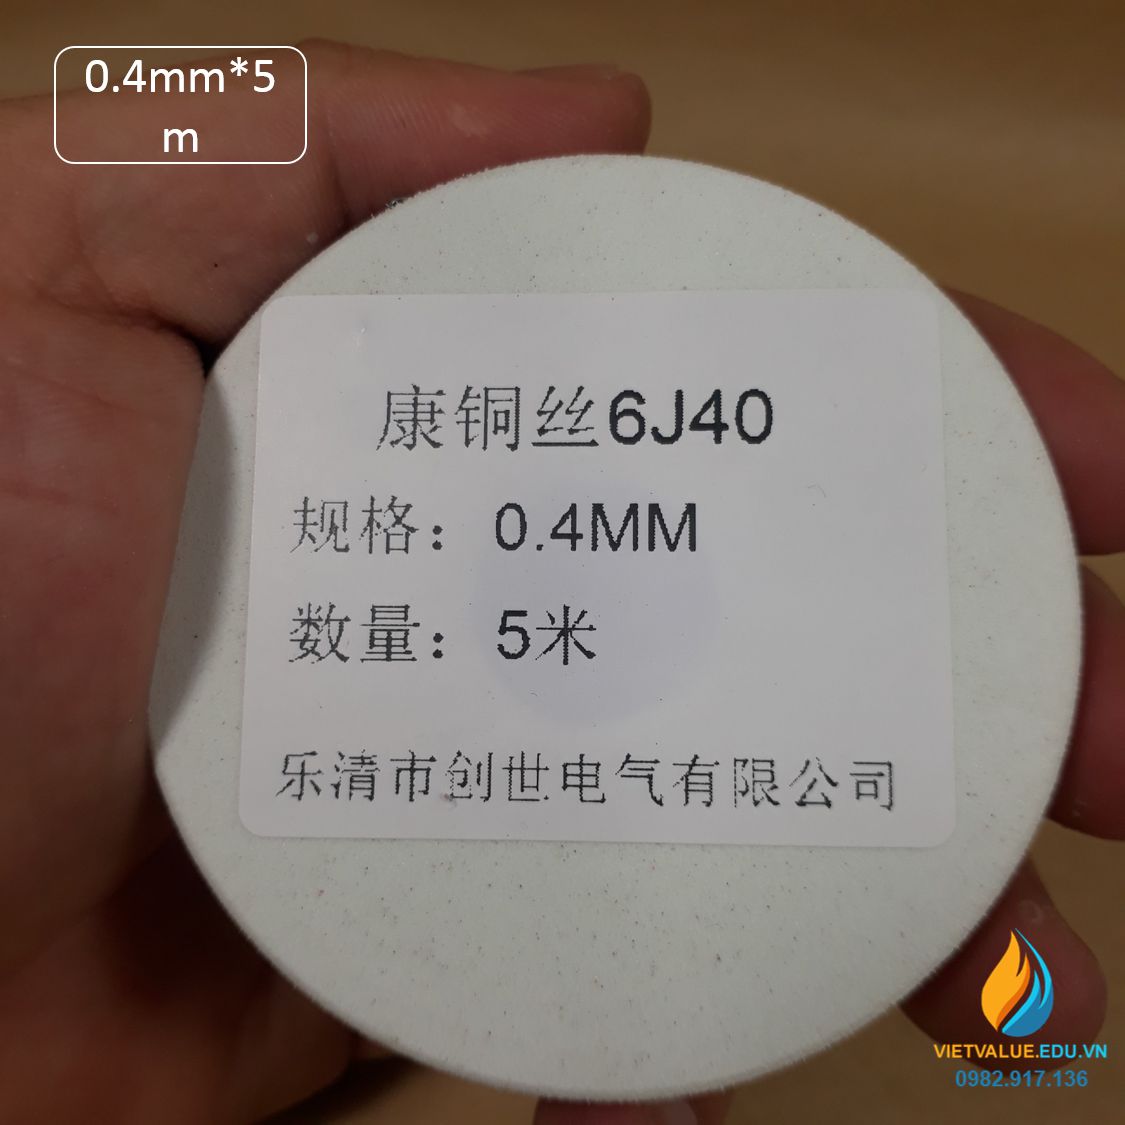 0.4mm*5
m
康铜丝6J40
规格：0.4MM
数量：5米
乐清市创世电气有限公司
VIETVALUE.EDU.VN
0982.917.136